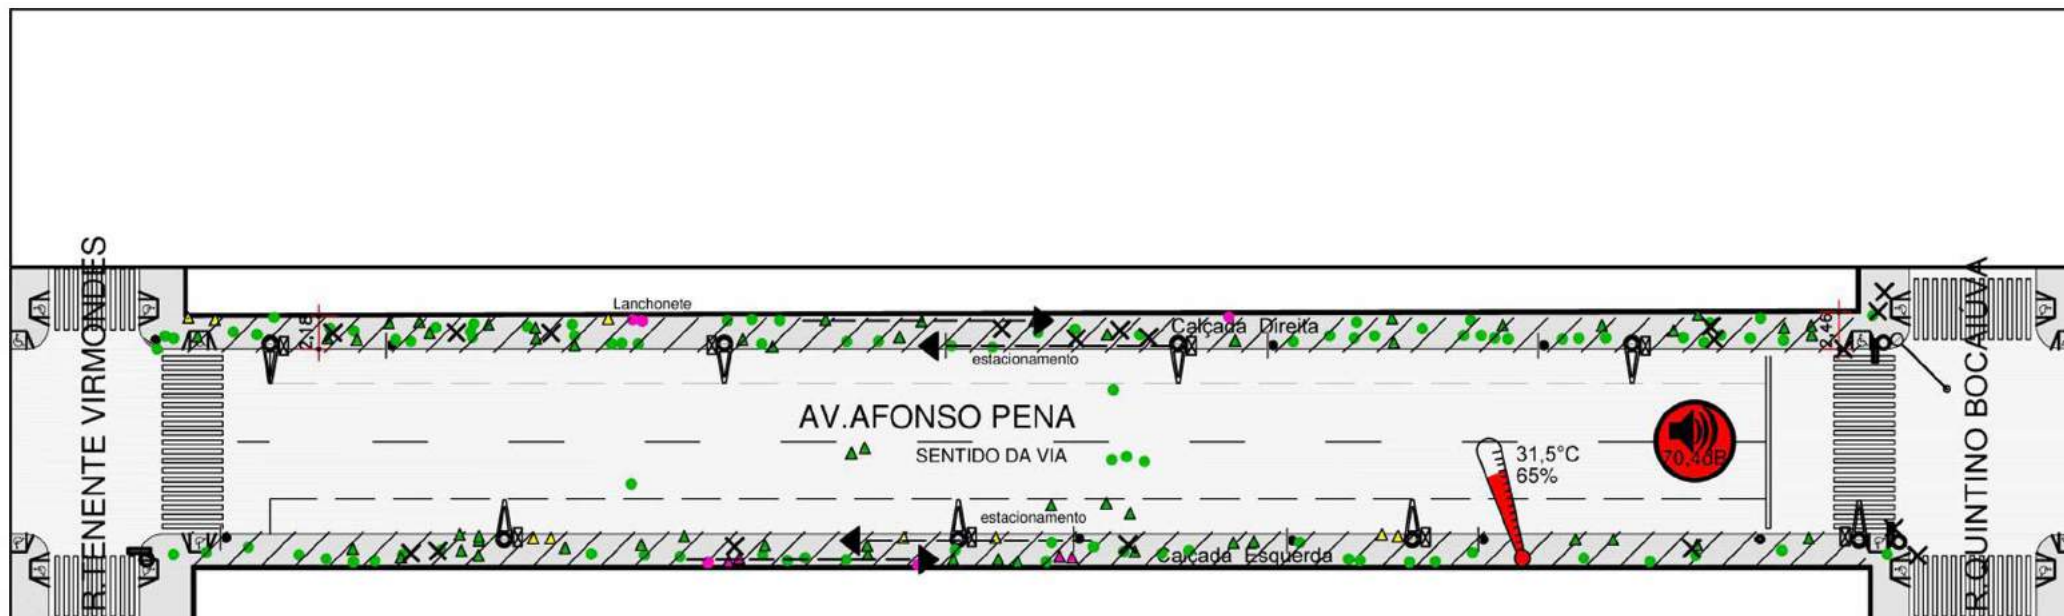 R.TENENTE VIRMONDES
Lanchonete
2,18
Calçada Direita
estacionamento
2,46
AV.AFONSO PENA
SENTIDO DA VIA
31,5°C
65%
70,4dB
estacionamento
Calçada Esquerda
R.QUINTINO BOCAIUVA